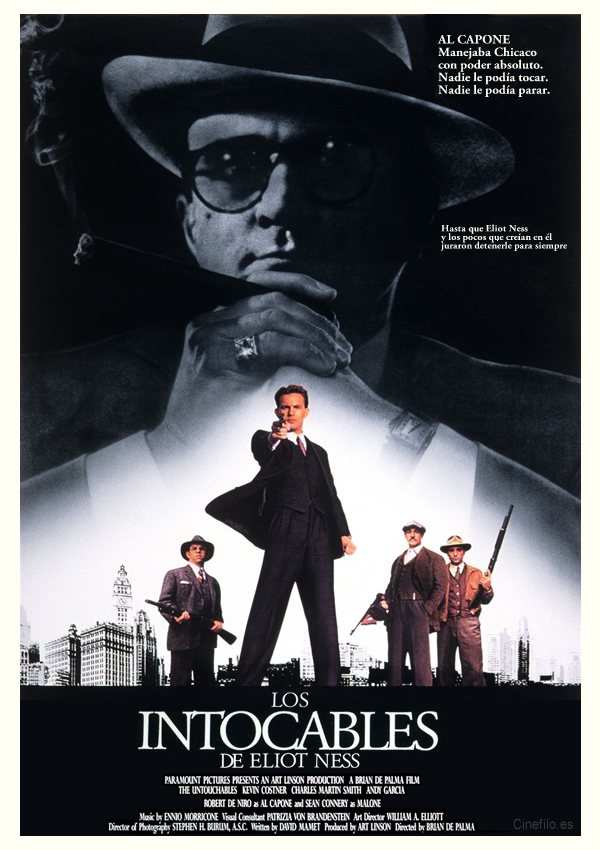 AL CAPONE
Manejaba Chicaco
con poder absoluto.
Nadie le podía tocar.
Nadie le podía parar.
Hasta que Eliot Ness
y los pocos que creían en él
juraron detenerle para siempre
LOS
INTOCABLES
DE ELIOT NESS
PARAMOUNT PICTURES PRESENTS AN ART LINSON PRODUCTION A BRIAN DE PALMA FILM
THE UNTOUCHABLES KEVIN COSTNER CHARLES MARTIN SMITH ANDY GARCIA
ROBERT DE NIRO as AL CAPONE and SEAN CONNERY as MALONE
Music by ENNIO MORRICONE Visual Consultant PATRIZIA VON BRANDENSTEIN Art Director WILLIAM A. ELLIOTT
Director of Photography STEPHEN H. BURUM, A.S.C. Written by DAVID MAMET Produced by ART LINSON Directed by BRIAN DE PALMA
Cinefilo.es